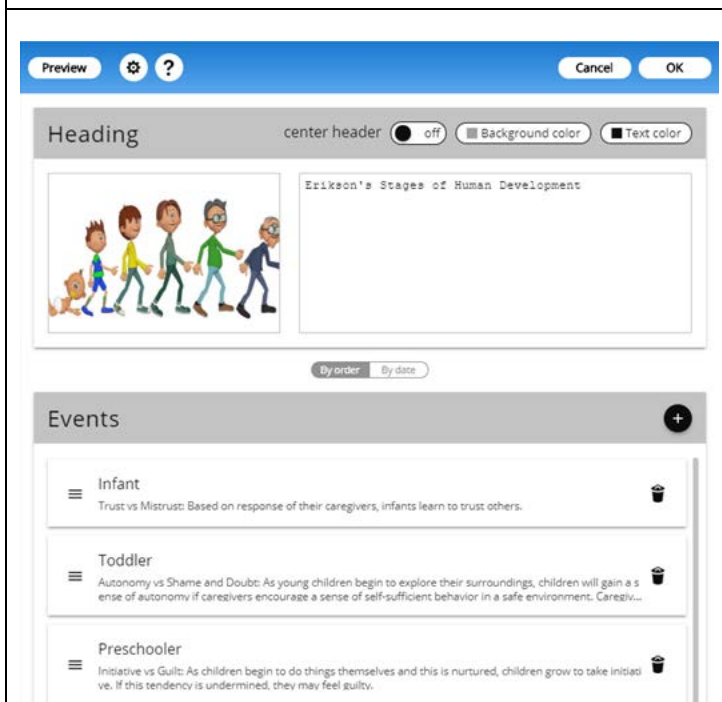 Preview ? Cancel OK
Heading center header off Background color Text color
Erikson's Stages of Human Development
By order By date
Events +
Infant
Trust vs Mistrust: Based on response of their caregivers, infants learn to trust others.
Toddler
Autonomy vs Shame and Doubt: As young children begin to explore their surroundings, children will gain a s
ense of autonomy if caregivers encourage a sense of self-sufficient behavior in a safe environment. Caregiv...
Preschooler
Initiative vs Guilt: As children begin to do things themselves and this is nurtured, children grow to take initiati
ve. If this tendency is undermined, they may feel guilty.